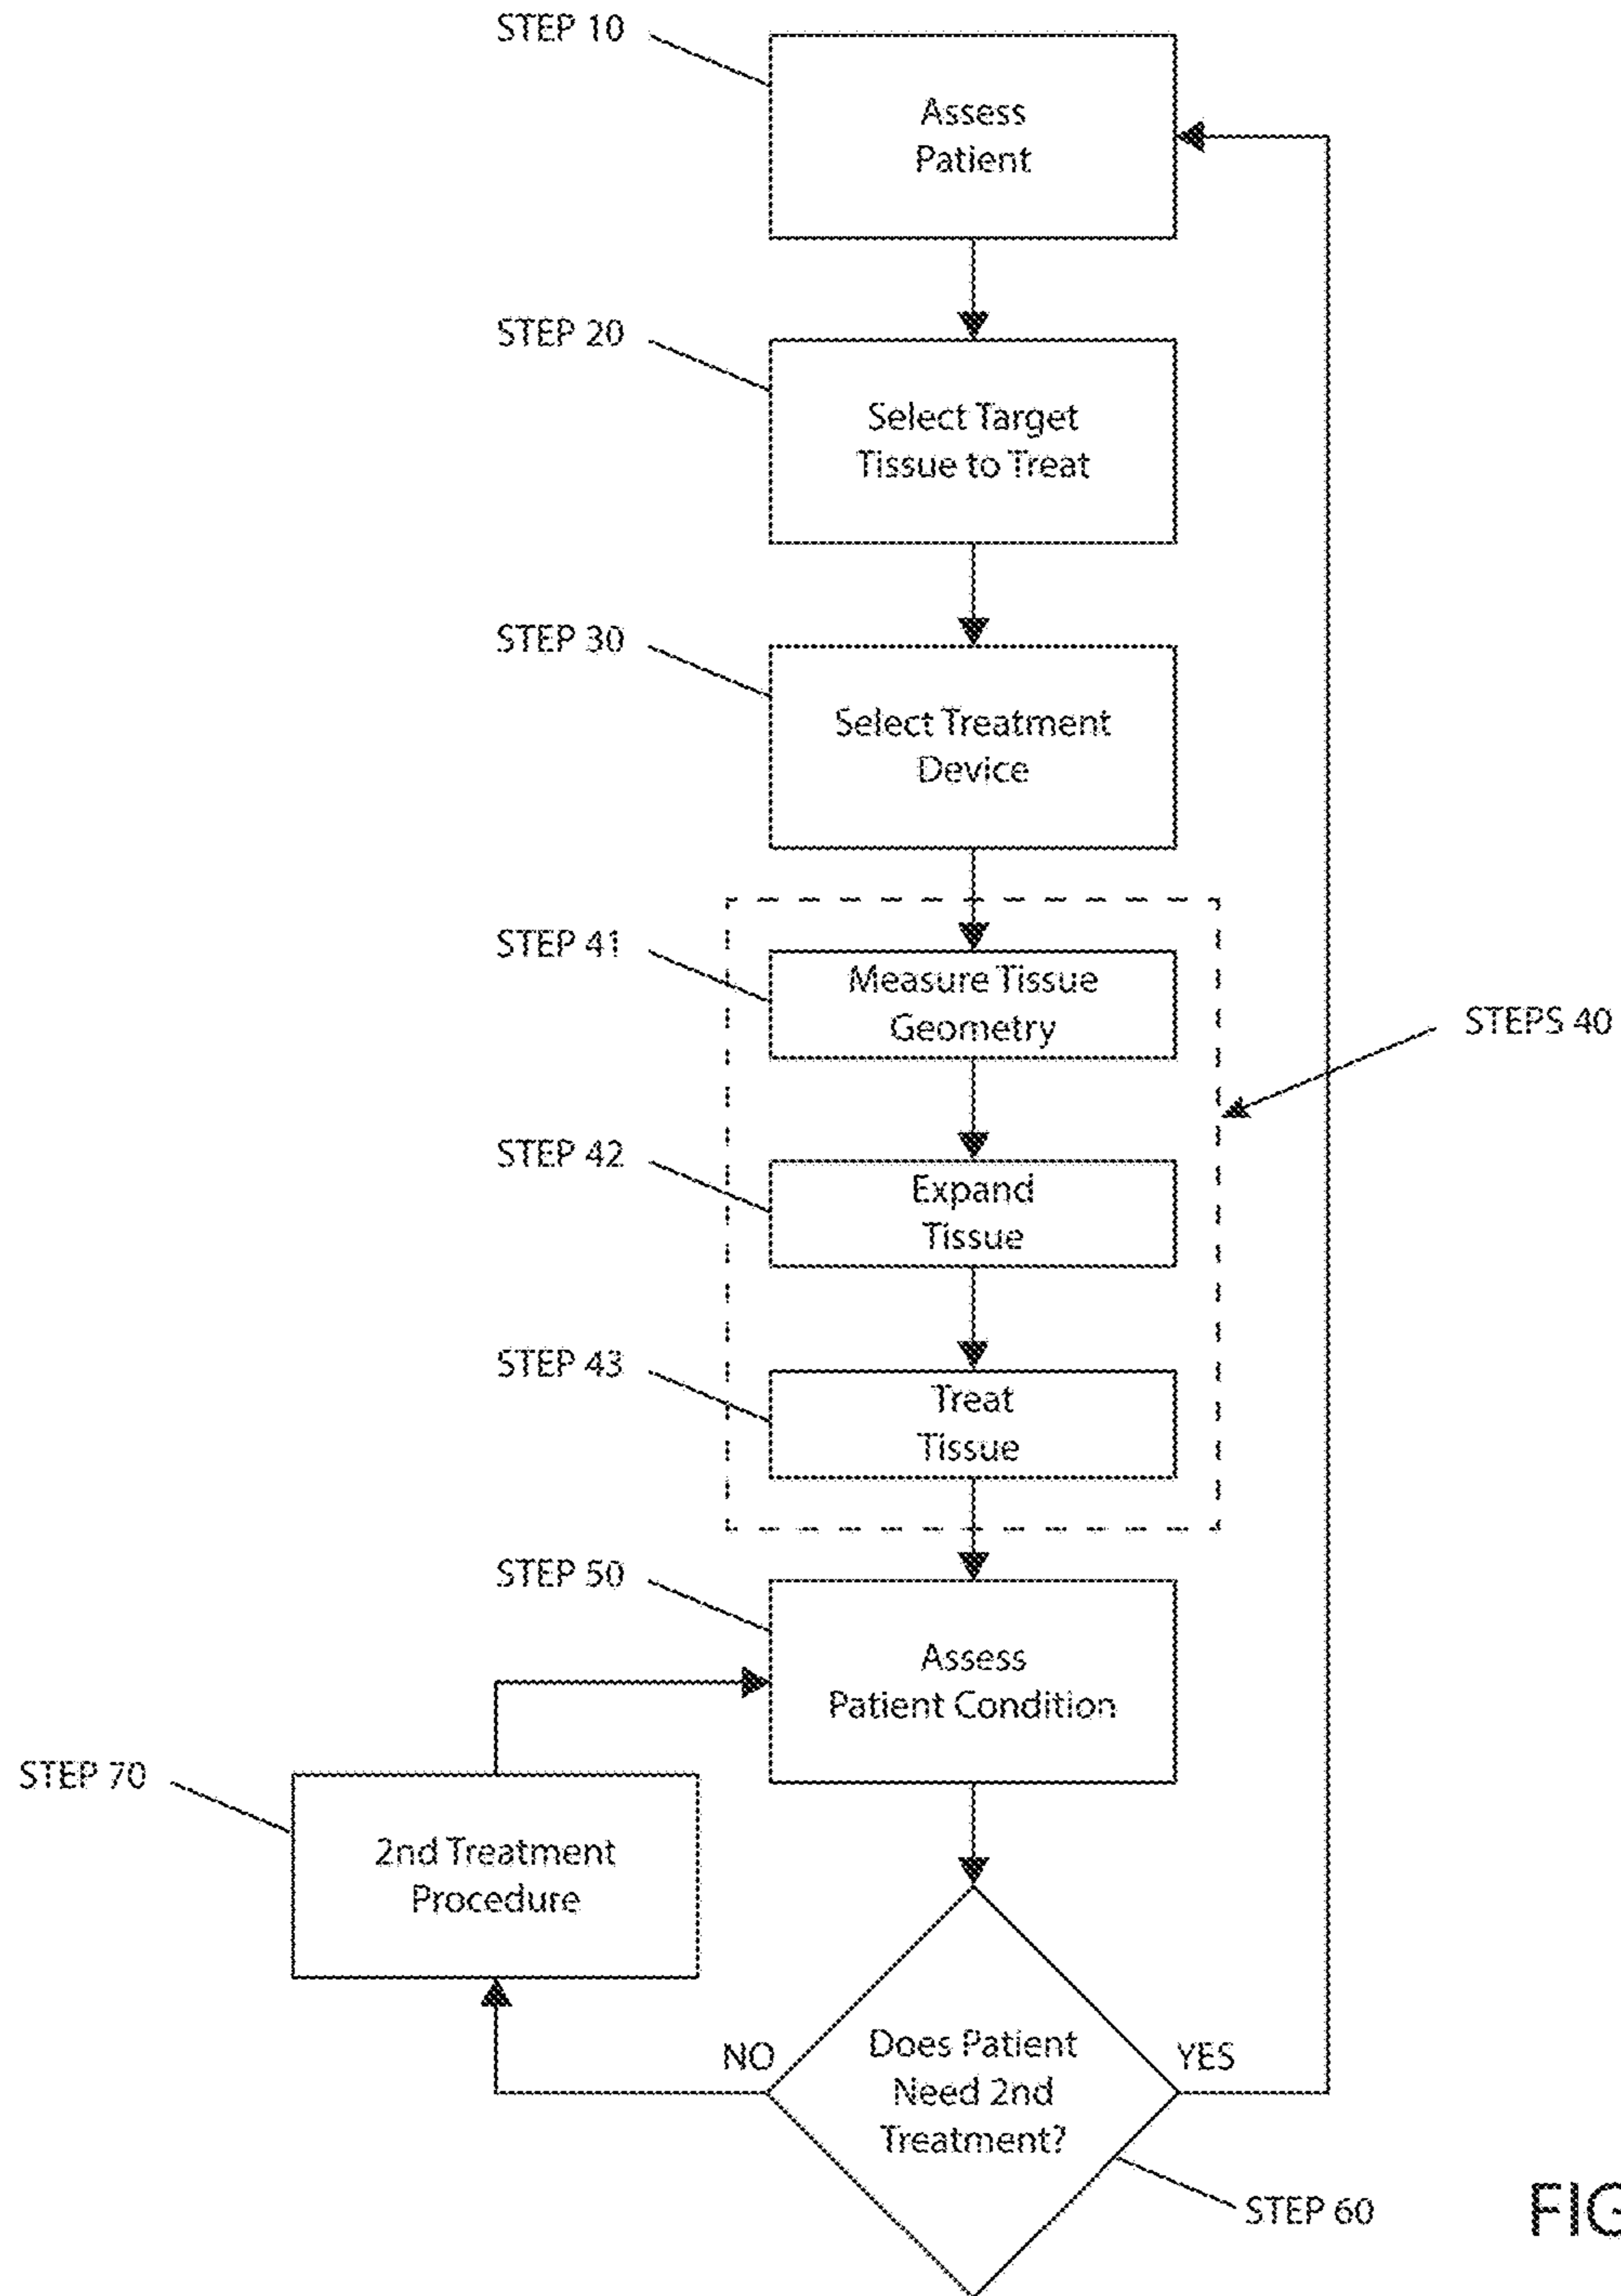 STEP 10
Assess
Patient
STEP 20
Select Target
Tissue to Treat
STEP 30
Select Treatment
Device
STEP 41
Measure Tissue
Geometry
STEPS 40
STEP 42
Expand
Tissue
STEP 43
Treat
Tissue
STEP 50
Assess
Patient Condition
STEP 70
2nd Treatment
Procedure
NO
Does Patient
Need 2nd
Treatment?
YES
STEP 60
FIG